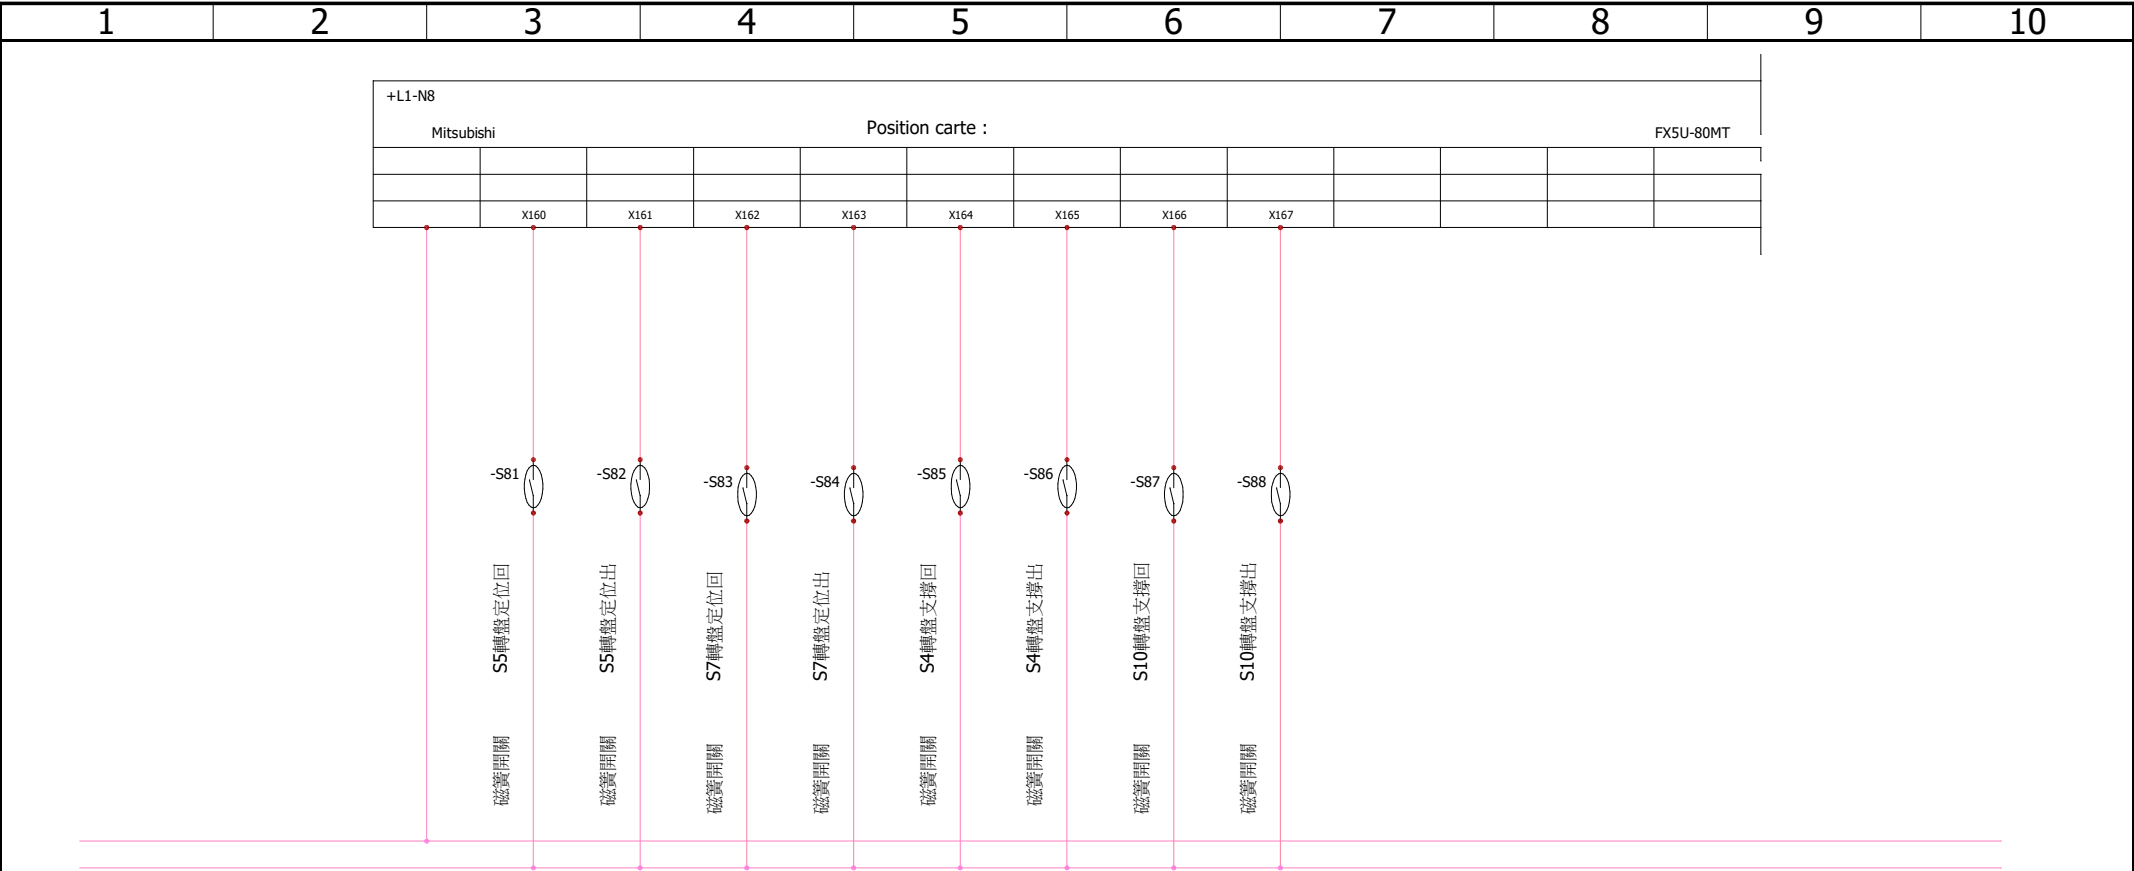 1 2 3 4 5 6 7 8 9 10
+L1-N8
Mitsubishi Position carte : FX5U-80MT
X160 X161 X162 X163 X164 X165 X166 X167
-S81 -S82 -S83 -S84 -S85 -S86 -S87 -S88
S5轉盤定位回
S5轉盤定位出
S7轉盤定位回
S7轉盤定位出
S4轉盤支撐回
S4轉盤支撐出
S10轉盤支撐回
S10轉盤支撐出
磁簧開關
磁簧開關
磁簧開關
磁簧開關
磁簧開關
磁簧開關
磁簧開關
磁簧開關